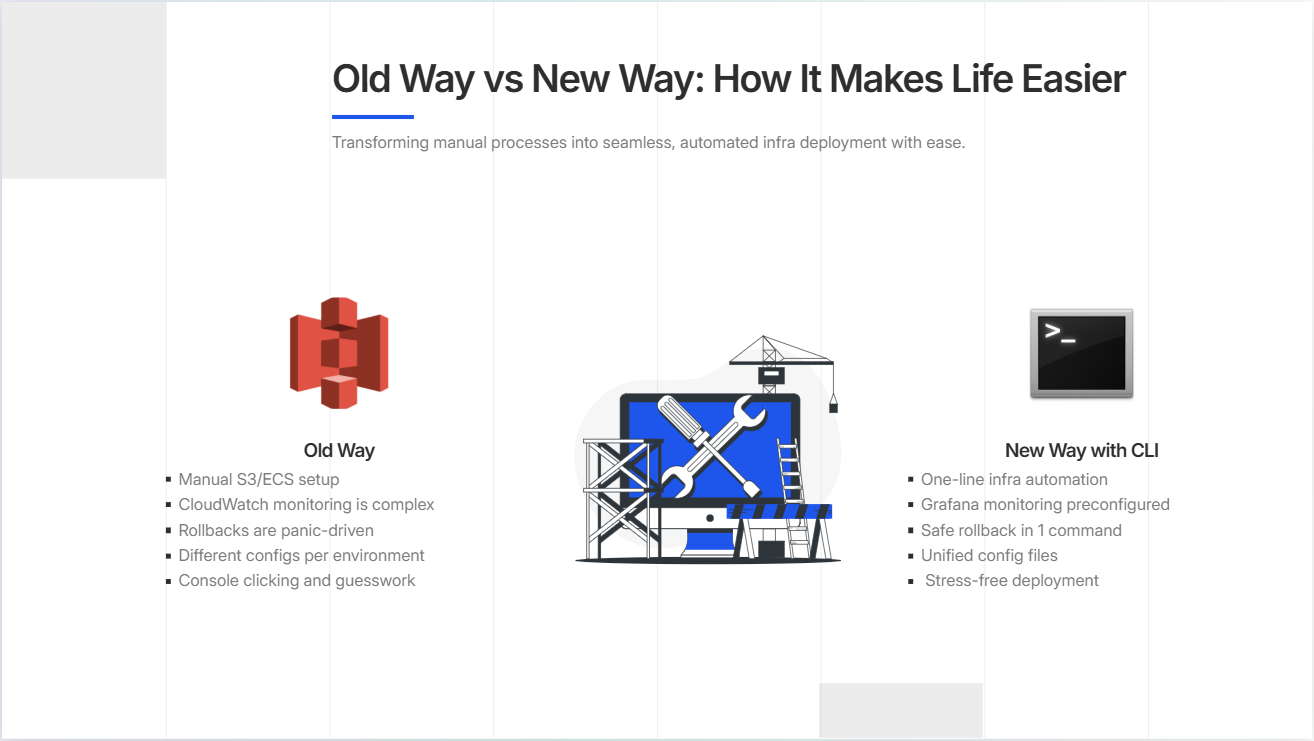 Old Way vs New Way: How It Makes Life Easier
Transforming manual processes into seamless, automated infra deployment with ease.
>_
Old Way
Manual S3/ECS setup
CloudWatch monitoring is complex
Rollbacks are panic-driven
Different configs per environment
Console clicking and guesswork
New Way with CLI
One-line infra automation
Grafana monitoring preconfigured
Safe rollback in 1 command
Unified config files
Stress-free deployment